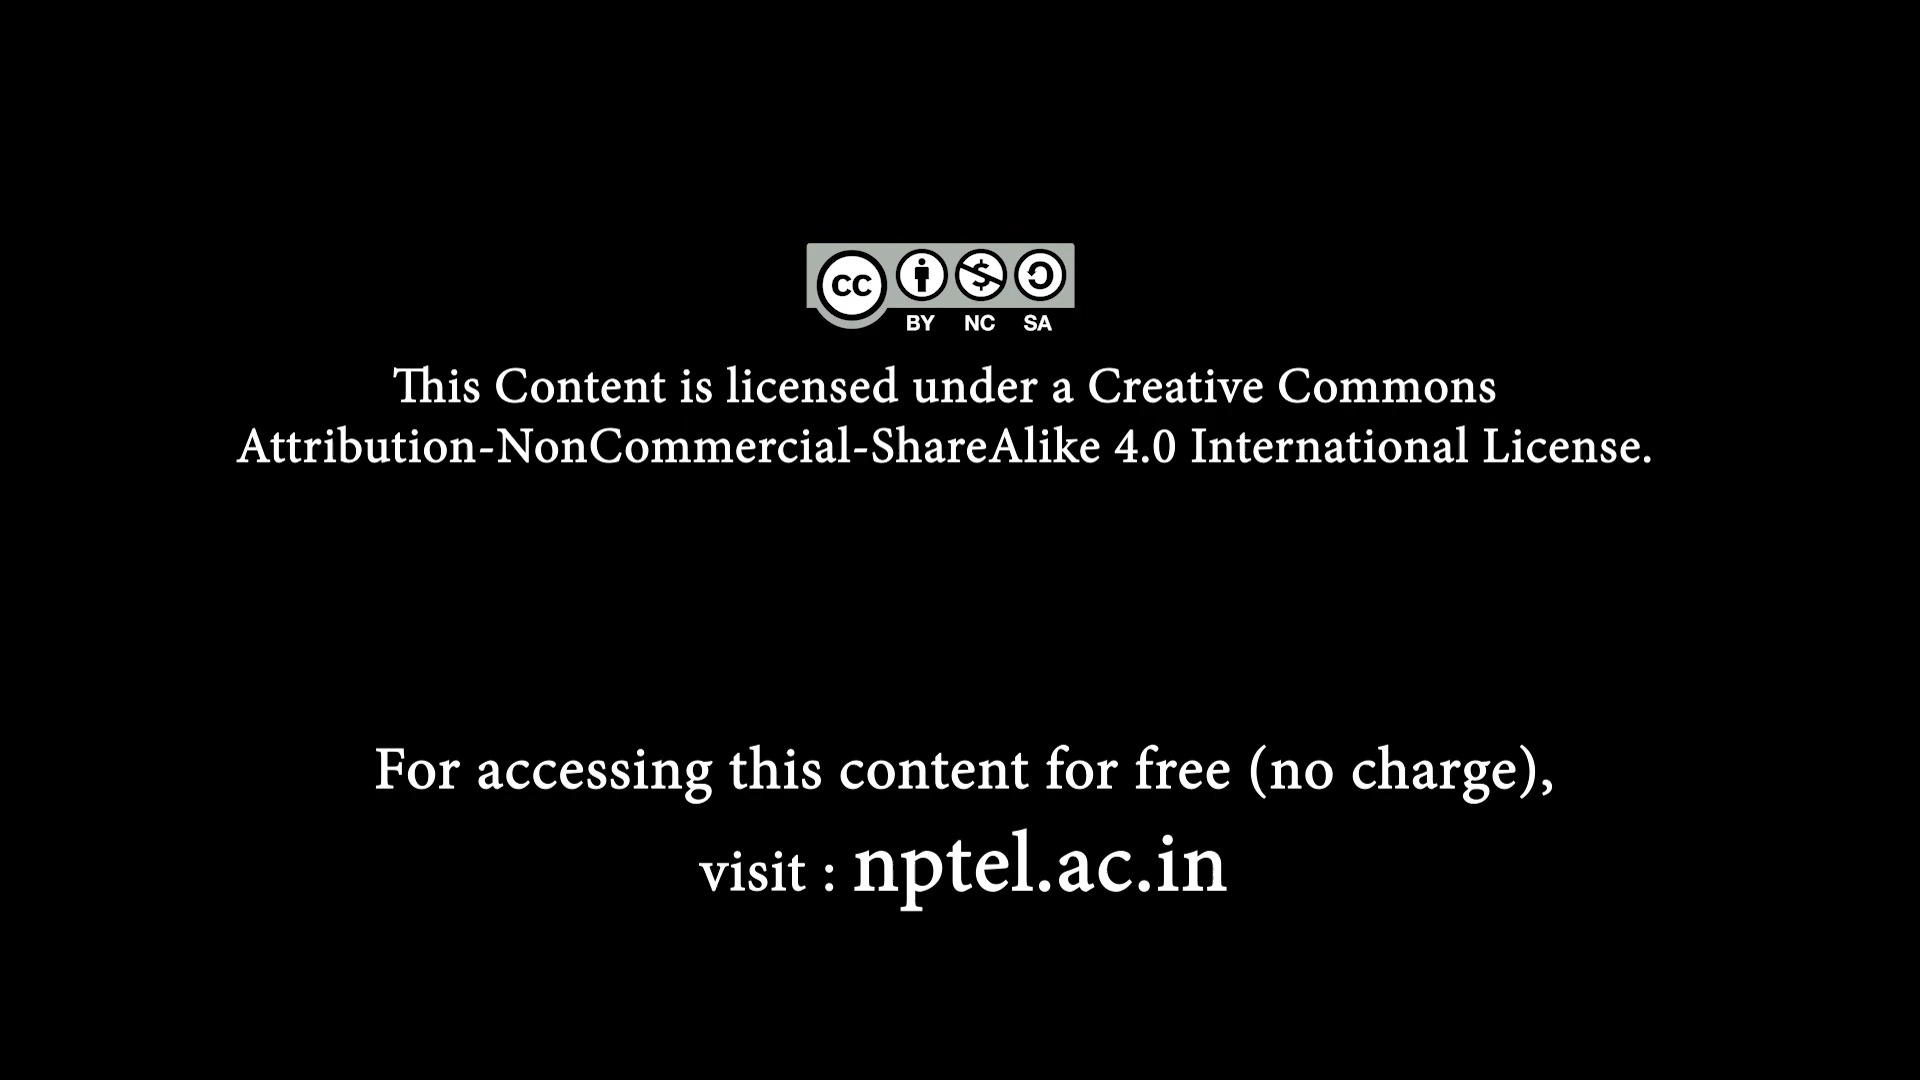 cc BY NC SA
This Content is licensed under a Creative Commons
Attribution-NonCommercial-ShareAlike 4.0 International License.
For accessing this content for free (no charge),
visit : nptel.ac.in